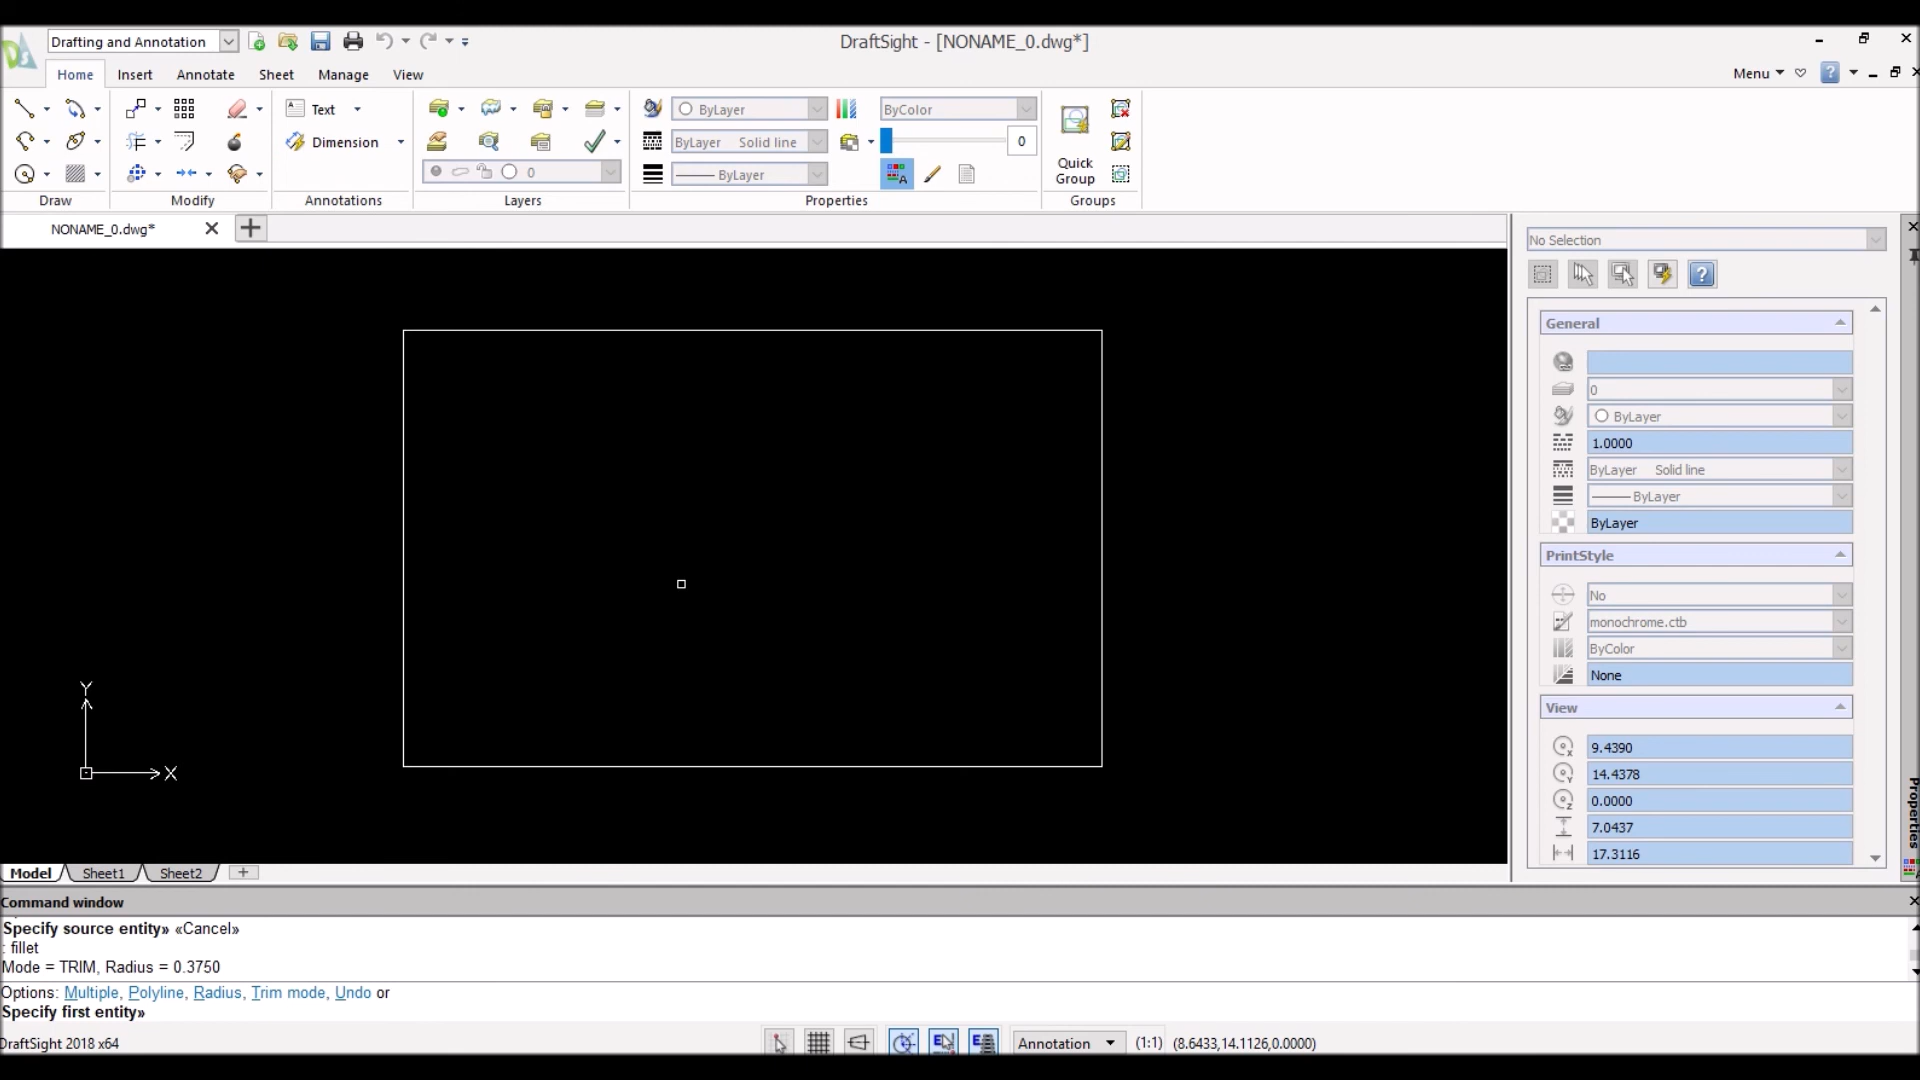 Drafting and Annotation
DraftSight - [NONAME_0.dwg*]
Home Insert Annotate Sheet Manage View
Menu
Text
Dimension
ByLayer
ByLayer Solid line
ByLayer
0
ByColor
0
Quick
Group
Draw Modify Annotations Layers Properties Groups
NONAME_0.dwg*
No Selection
General
0
ByLayer
1.0000
ByLayer Solid line
ByLayer
ByLayer
PrintStyle
No
monochrome.ctb
ByColor
None
View
9.4390
14.4378
0.0000
7.0437
17.3116
Properties
Y
X
Model Sheet1 Sheet2
Command window
Specify source entity» «Cancel»
: fillet
Mode = TRIM, Radius = 0.3750
Options: Multiple, Polyline, Radius, Trim mode, Undo or
Specify first entity»
DraftSight 2018 x64
Annotation (1:1) (8.6433,14.1126,0.0000)